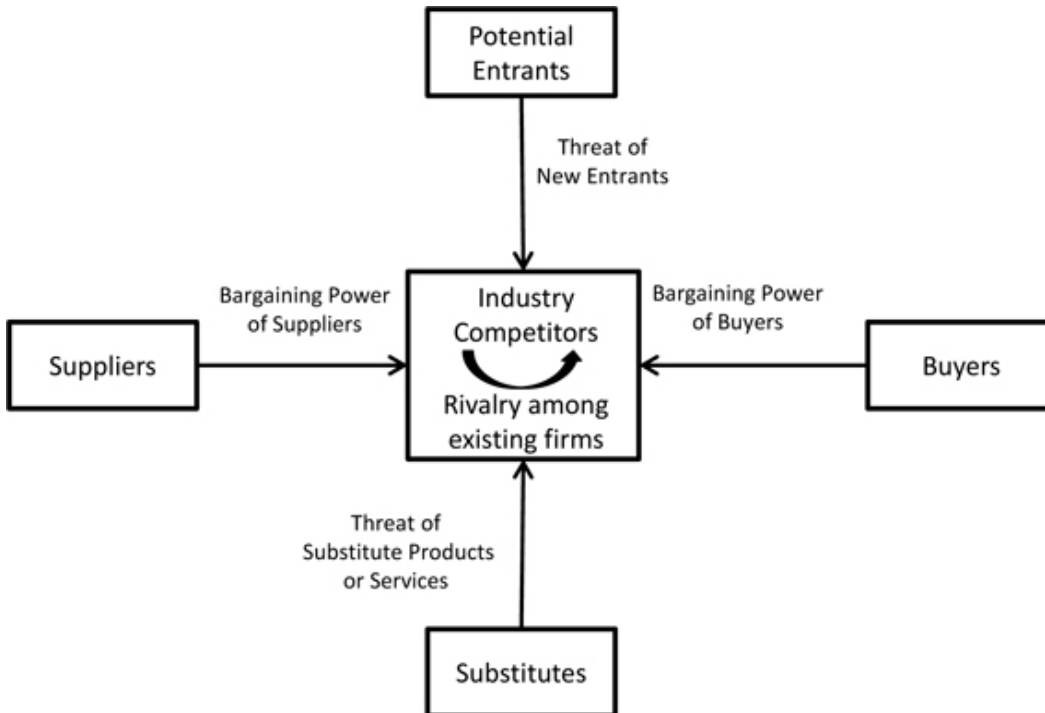 Potential
Entrants
Threat of
New Entrants
Bargaining Power
of Suppliers
Industry
Competitors
Bargaining Power
of Buyers
Suppliers
Buyers
Rivalry among
existing firms
Threat of
Substitute Products
or Services
Substitutes